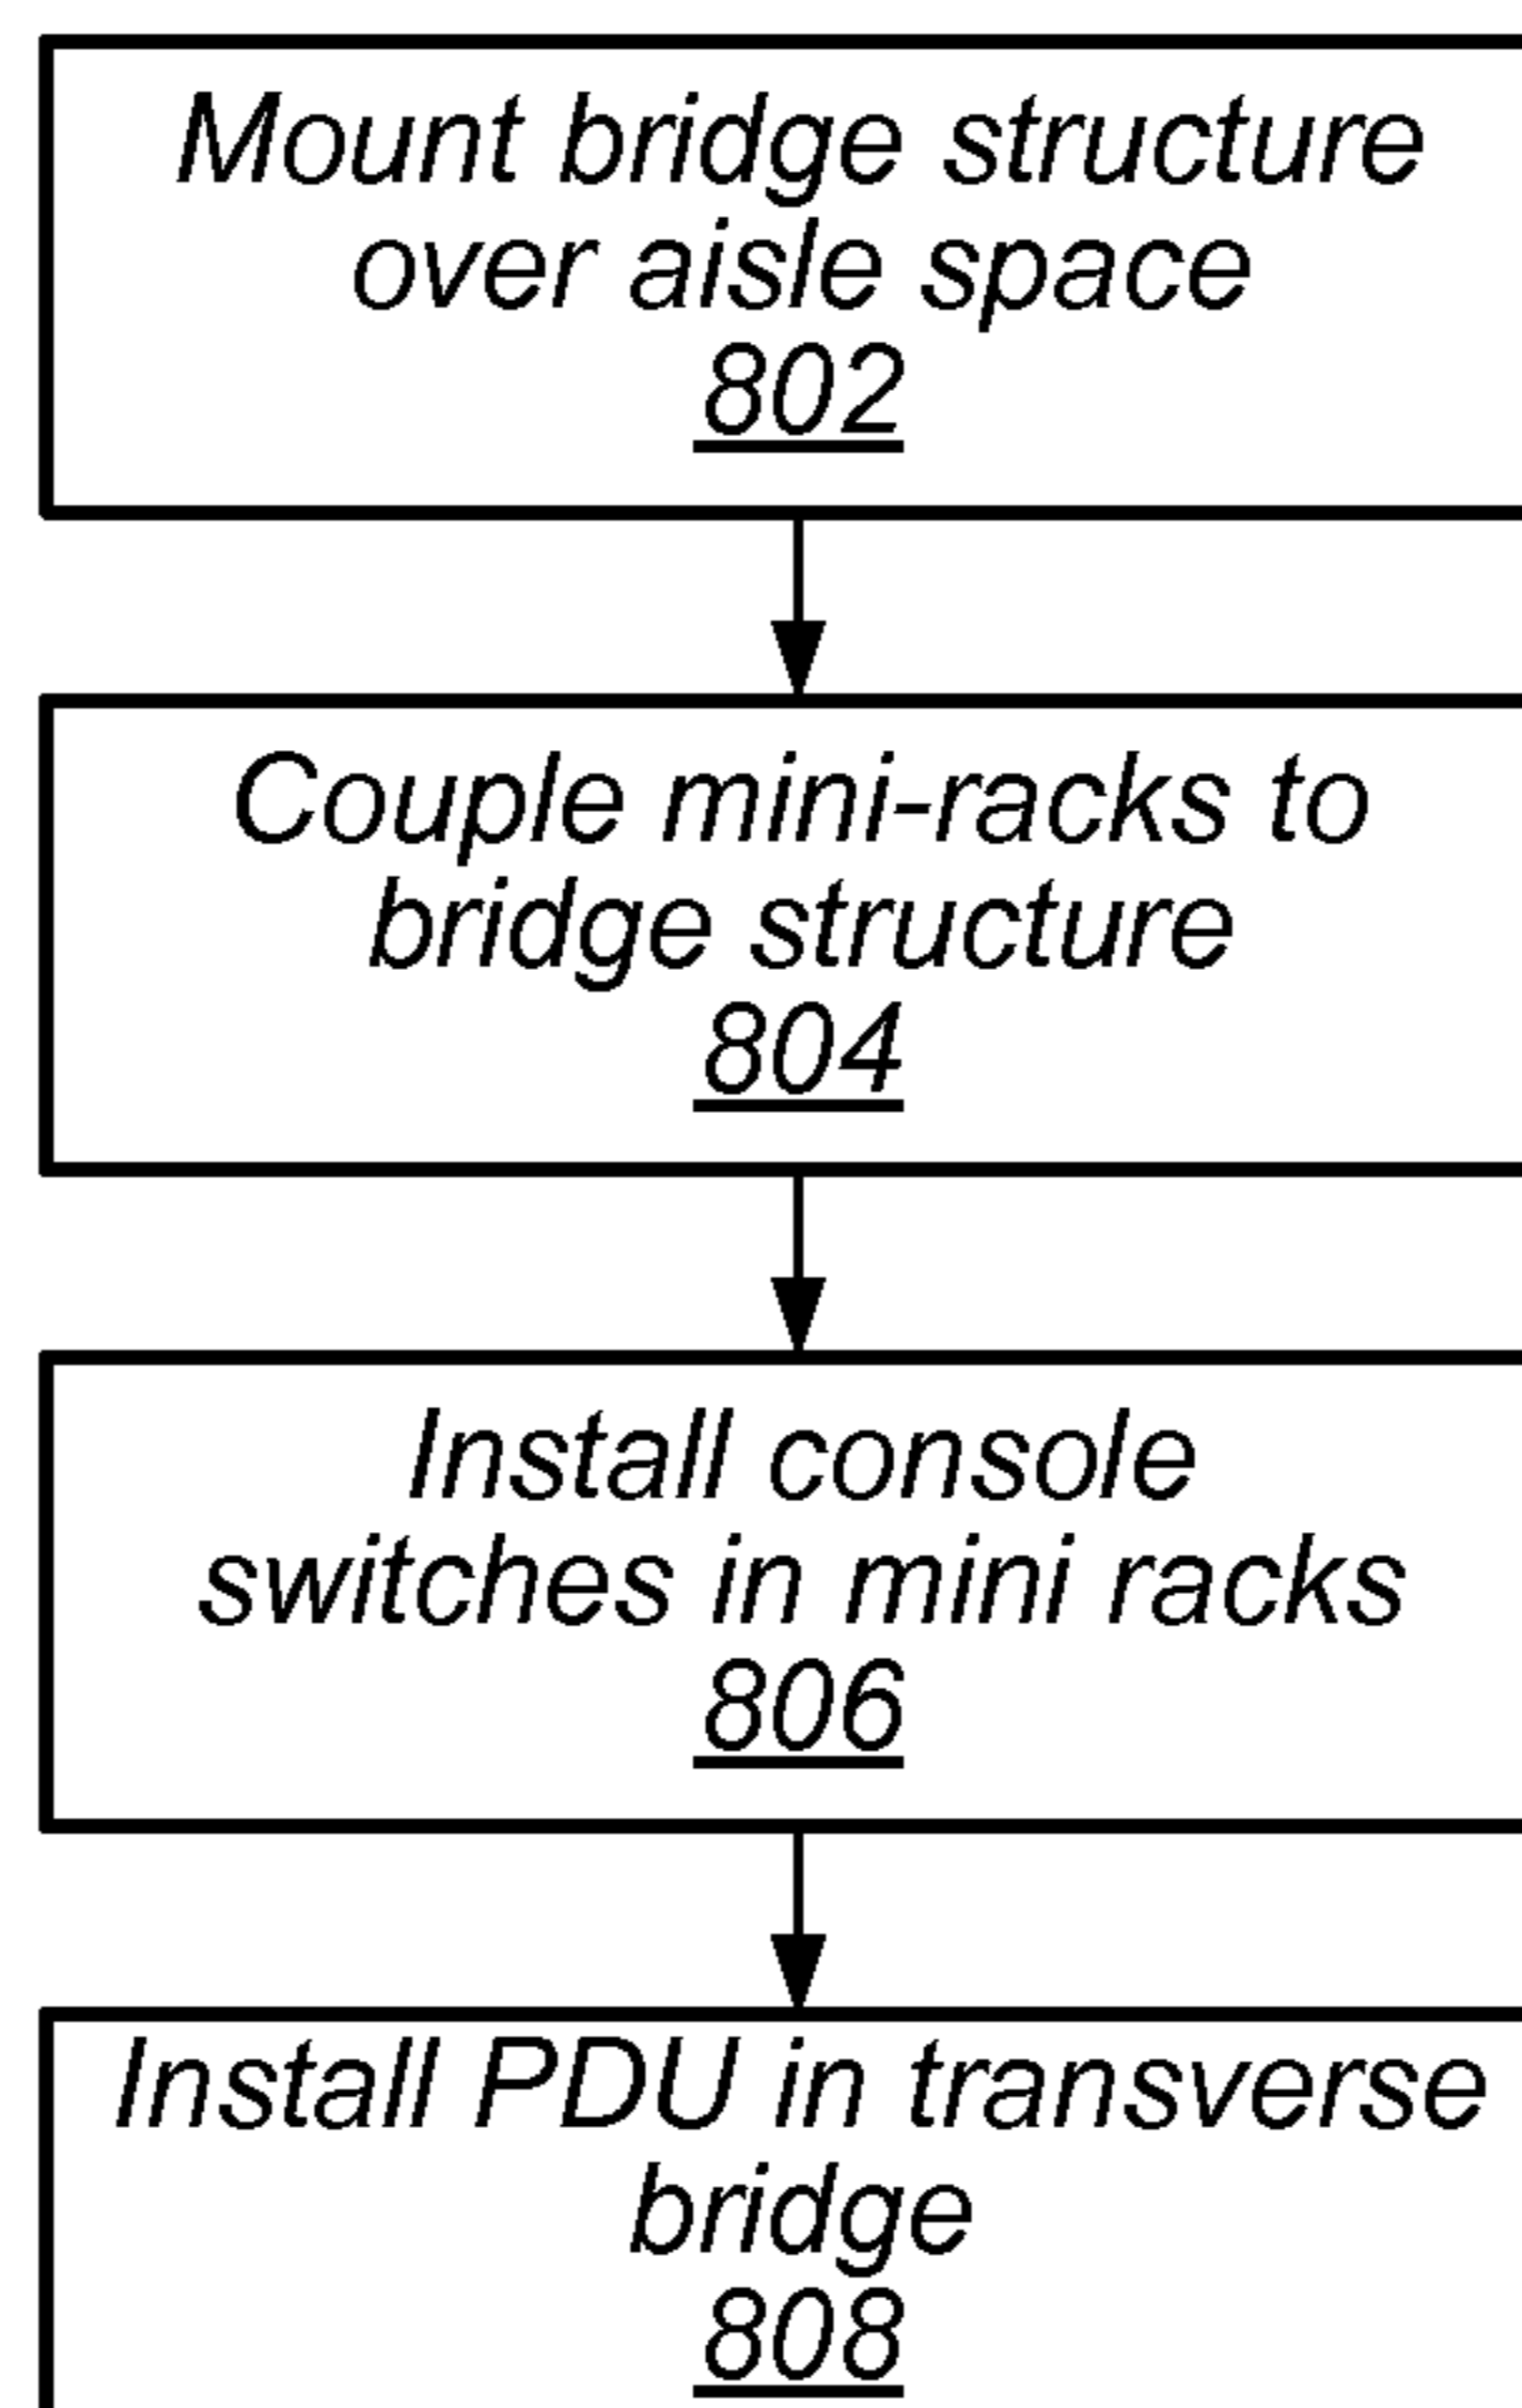 Mount bridge structure
over aisle space
802
Couple mini-racks to
bridge structure
804
Install console
switches in mini racks
806
Install PDU in transverse
bridge
808